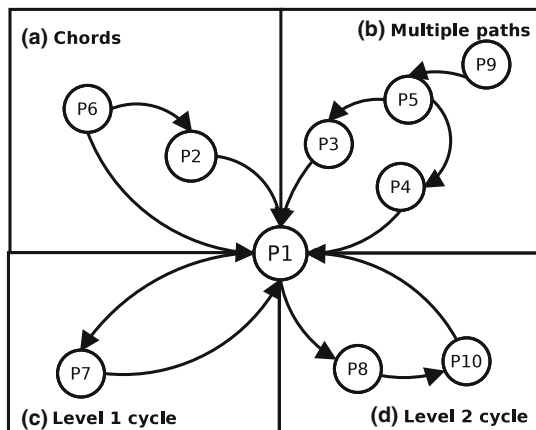 (a) Chords
(b) Multiple paths
P9
P6
P5
P2
P3
P4
P1
P7
P8
P10
(c) Level 1 cycle
(d) Level 2 cycle